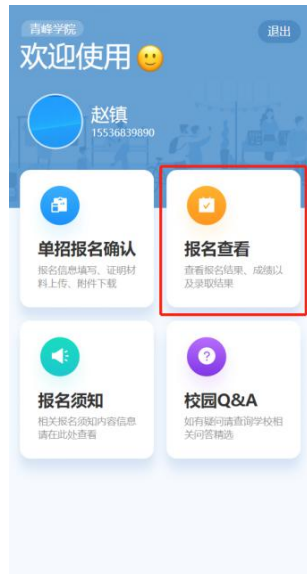 青峰学院
退出
欢迎使用
赵镇
15536839890
单招报名确认
报名信息填写、证明材
料上传，附件下载
报名查看
查看报名结果、成绩以
及录取结果
报名须知
相关报名须知内容信息
请在此处查看
校园Q&A
如有疑问请查询学校相
关问答精选